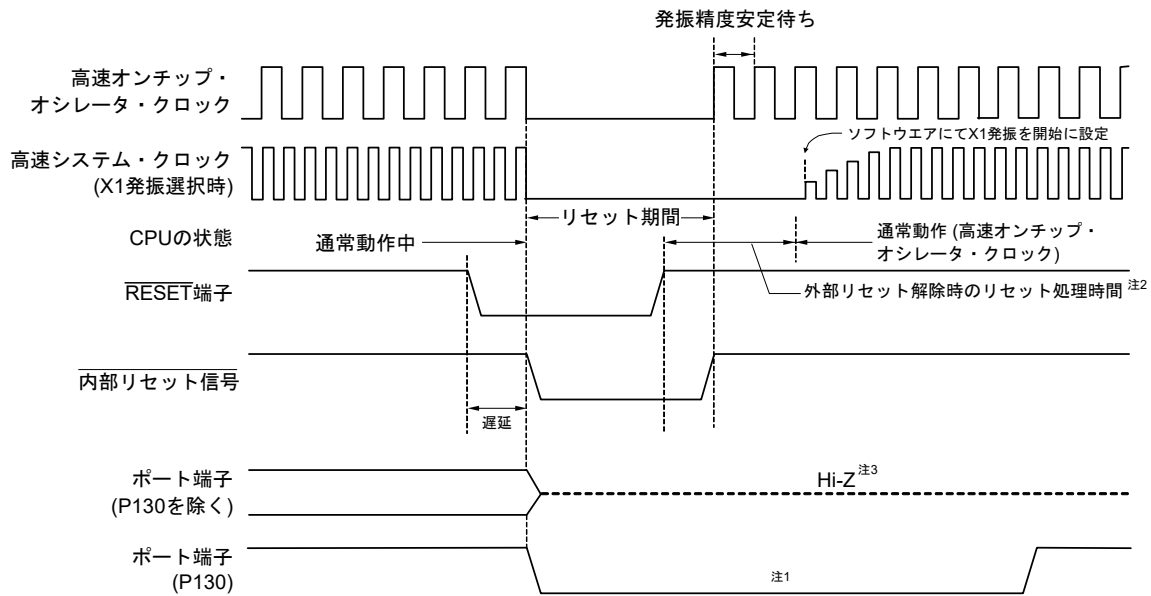 発振精度安定待ち
高速オンチップ・
オシレータ・クロック
ソフトウエアにてX1発振を開始に設定
高速システム・クロック
(X1発振選択時)
リセット期間
CPUの状態
通常動作中
通常動作 (高速オンチップ・
オシレータ・クロック)
RESET端子
外部リセット解除時のリセット処理時間 注2
内部リセット信号
遅延
ポート端子
(P130を除く)
Hi-Z 注3
ポート端子
(P130)
注1